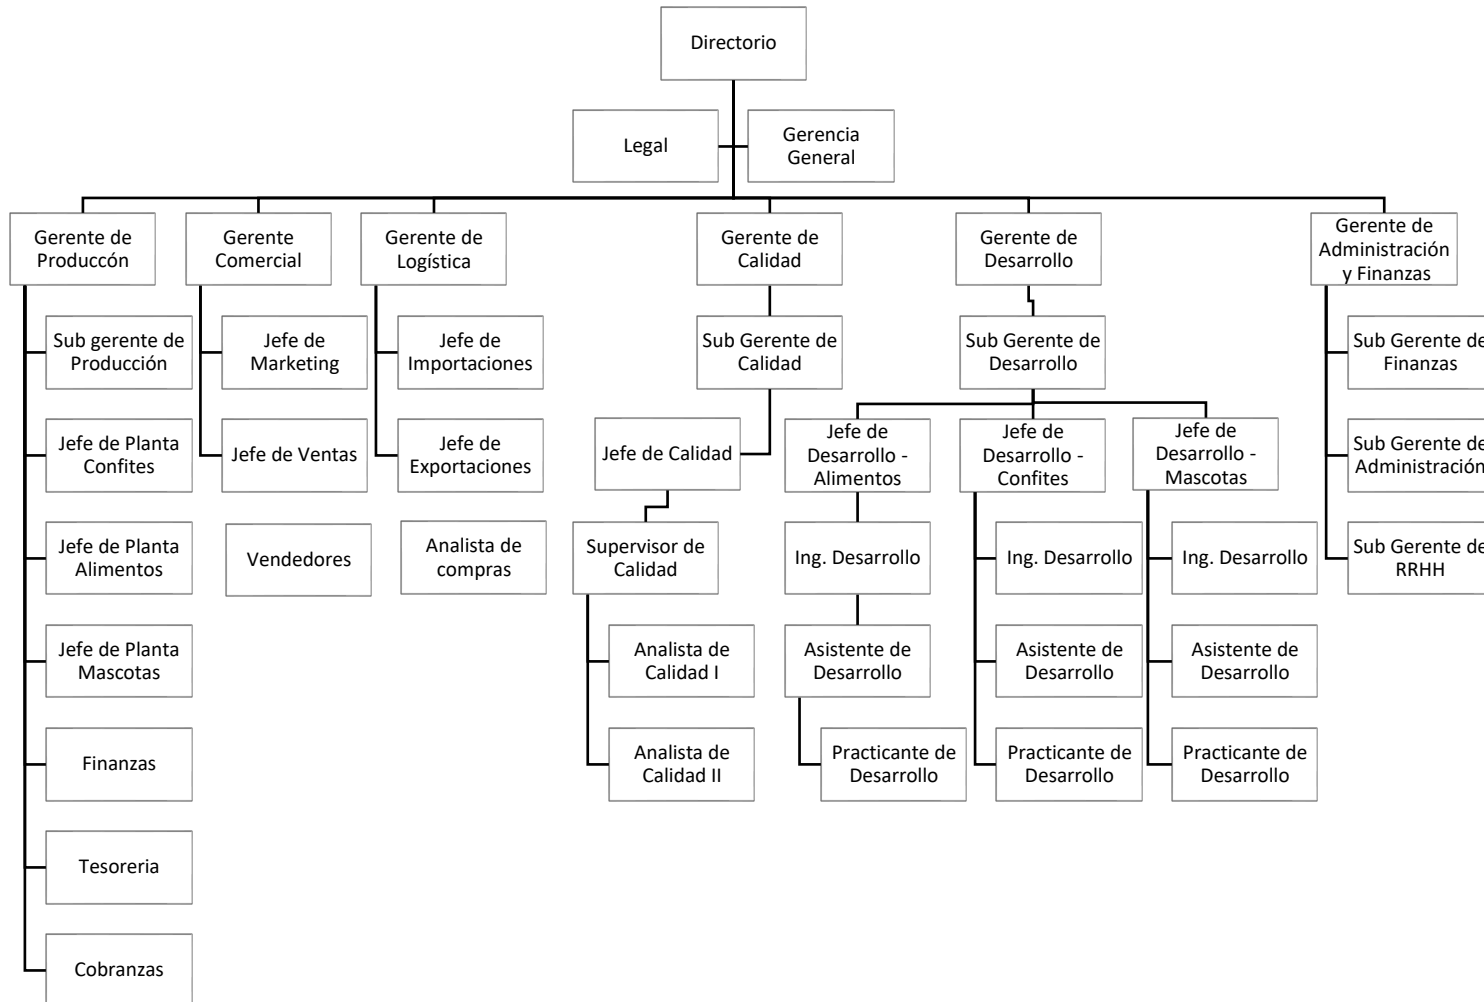 Directorio
Legal
Gerencia
General
Gerente de
Produccón
Gerente
Comercial
Gerente de
Logística
Gerente de
Calidad
Gerente de
Desarrollo
Gerente de
Administración
y Finanzas
Sub gerente de
Producción
Jefe de
Marketing
Jefe de
Importaciones
Sub Gerente de
Calidad
Sub Gerente de
Desarrollo
Sub Gerente de
Finanzas
Jefe de Planta
Confites
Jefe de Ventas
Jefe de
Exportaciones
Jefe de Calidad
Jefe de
Desarrollo -
Alimentos
Jefe de
Desarrollo -
Confites
Jefe de
Desarrollo -
Mascotas
Sub Gerente de
Administración
Jefe de Planta
Alimentos
Vendedores
Analista de
compras
Supervisor de
Calidad
Ing. Desarrollo
Ing. Desarrollo
Ing. Desarrollo
Sub Gerente de
RRHH
Jefe de Planta
Mascotas
Analista de
Calidad I
Asistente de
Desarrollo
Asistente de
Desarrollo
Asistente de
Desarrollo
Finanzas
Analista de
Calidad II
Practicante de
Desarrollo
Practicante de
Desarrollo
Practicante de
Desarrollo
Tesoreria
Cobranzas